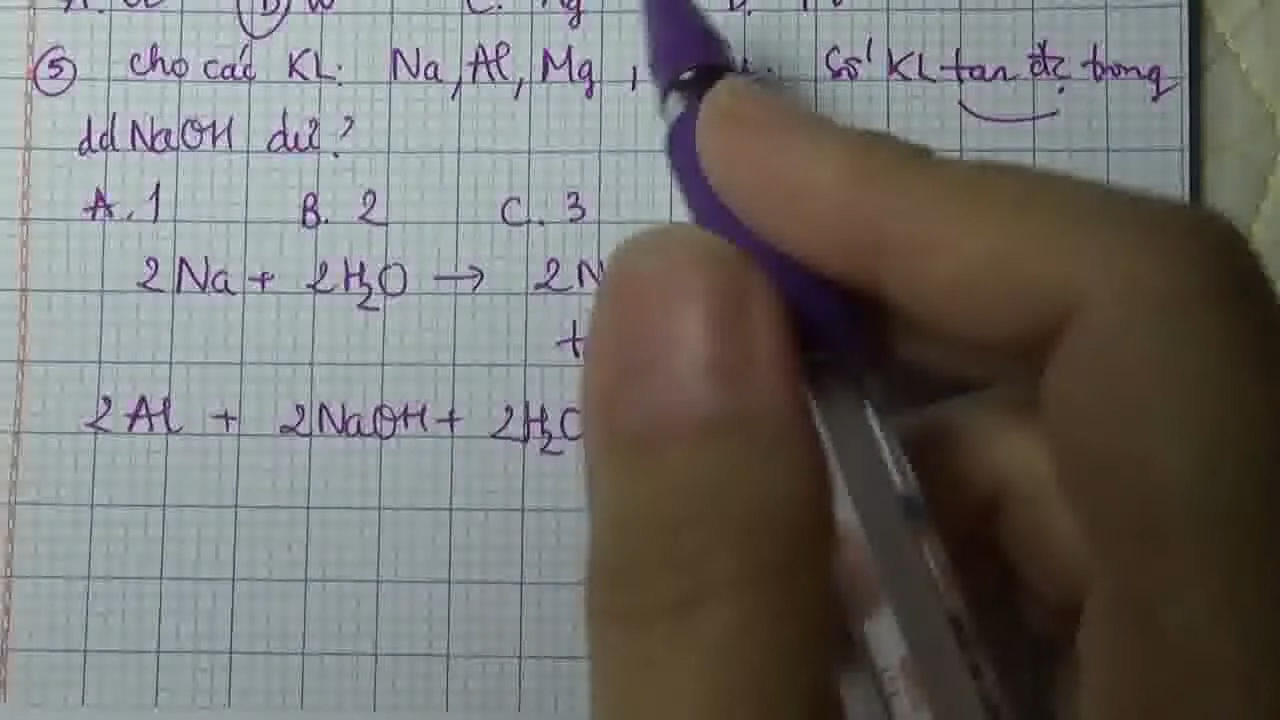 ⑤ cho các KL: Na, Al, Mg, Số KL tan đc trong
dd NaOH dư?
A. 1 B. 2 C. 3
2Na + 2H₂O → 2N
+
2Al + 2NaOH + 2H₂O